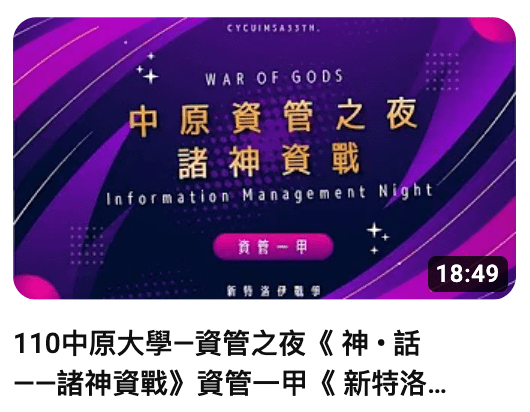 CYCUIMSA33TH.
WAR OF GODS
中原資管之夜
諸神資戰
Information Management Night
資管一甲
新特洛伊戰爭
18:49
110中原大學—資管之夜《 神・話
——諸神資戰》資管一甲《 新特洛...